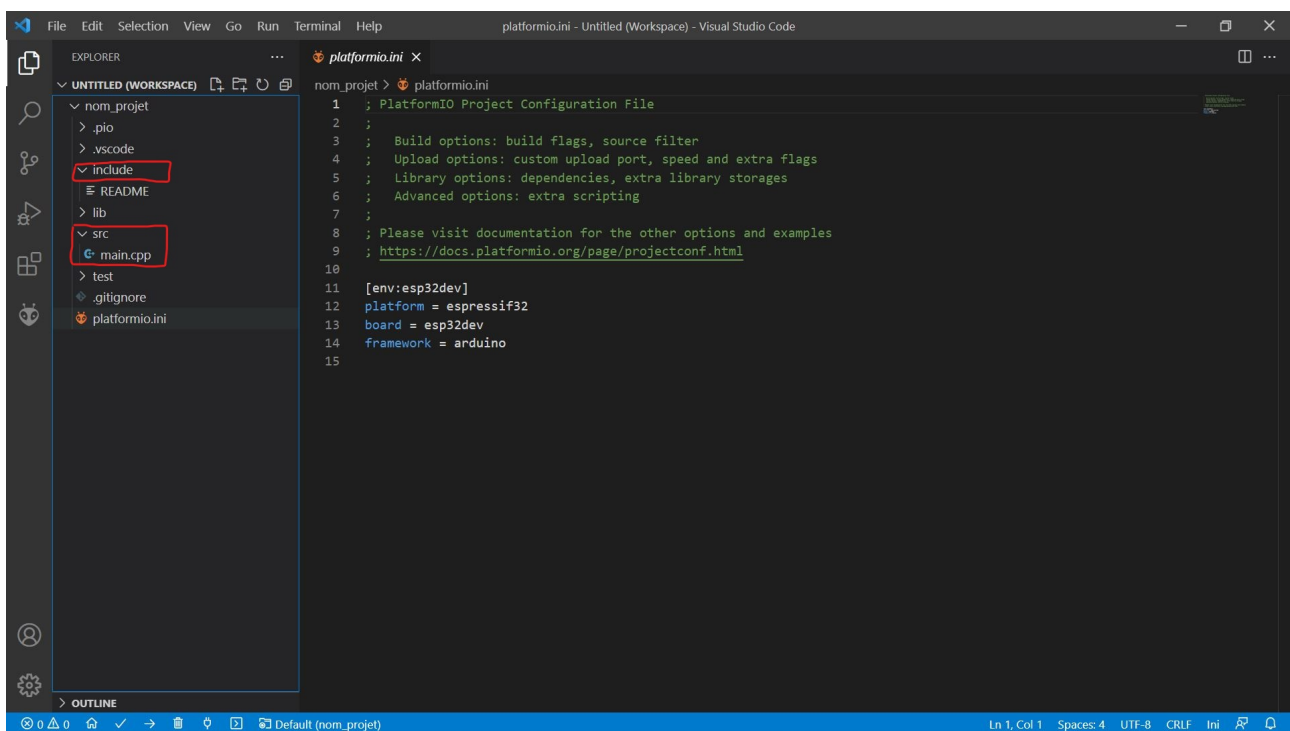 File Edit Selection View Go Run Terminal Help
platformio.ini - Untitled (Workspace) - Visual Studio Code
EXPLORER
UNTITLED (WORKSPACE)
nom_projet
.pio
.vscode
include
README
lib
src
main.cpp
test
.gitignore
platformio.ini
OUTLINE
platformio.ini
nom_projet > platformio.ini
1 ; PlatformIO Project Configuration File
2 ;
3 ; Build options: build flags, source filter
4 ; Upload options: custom upload port, speed and extra flags
5 ; Library options: dependencies, extra library storages
6 ; Advanced options: extra scripting
7 ;
8 ; Please visit documentation for the other options and examples
9 ; https://docs.platformio.org/page/projectconf.html
10
11 [env:esp32dev]
12 platform = espressif32
13 board = esp32dev
14 framework = arduino
15
0 0 Default (nom_projet) Ln 1, Col 1 Spaces: 4 UTF-8 CRLF Ini